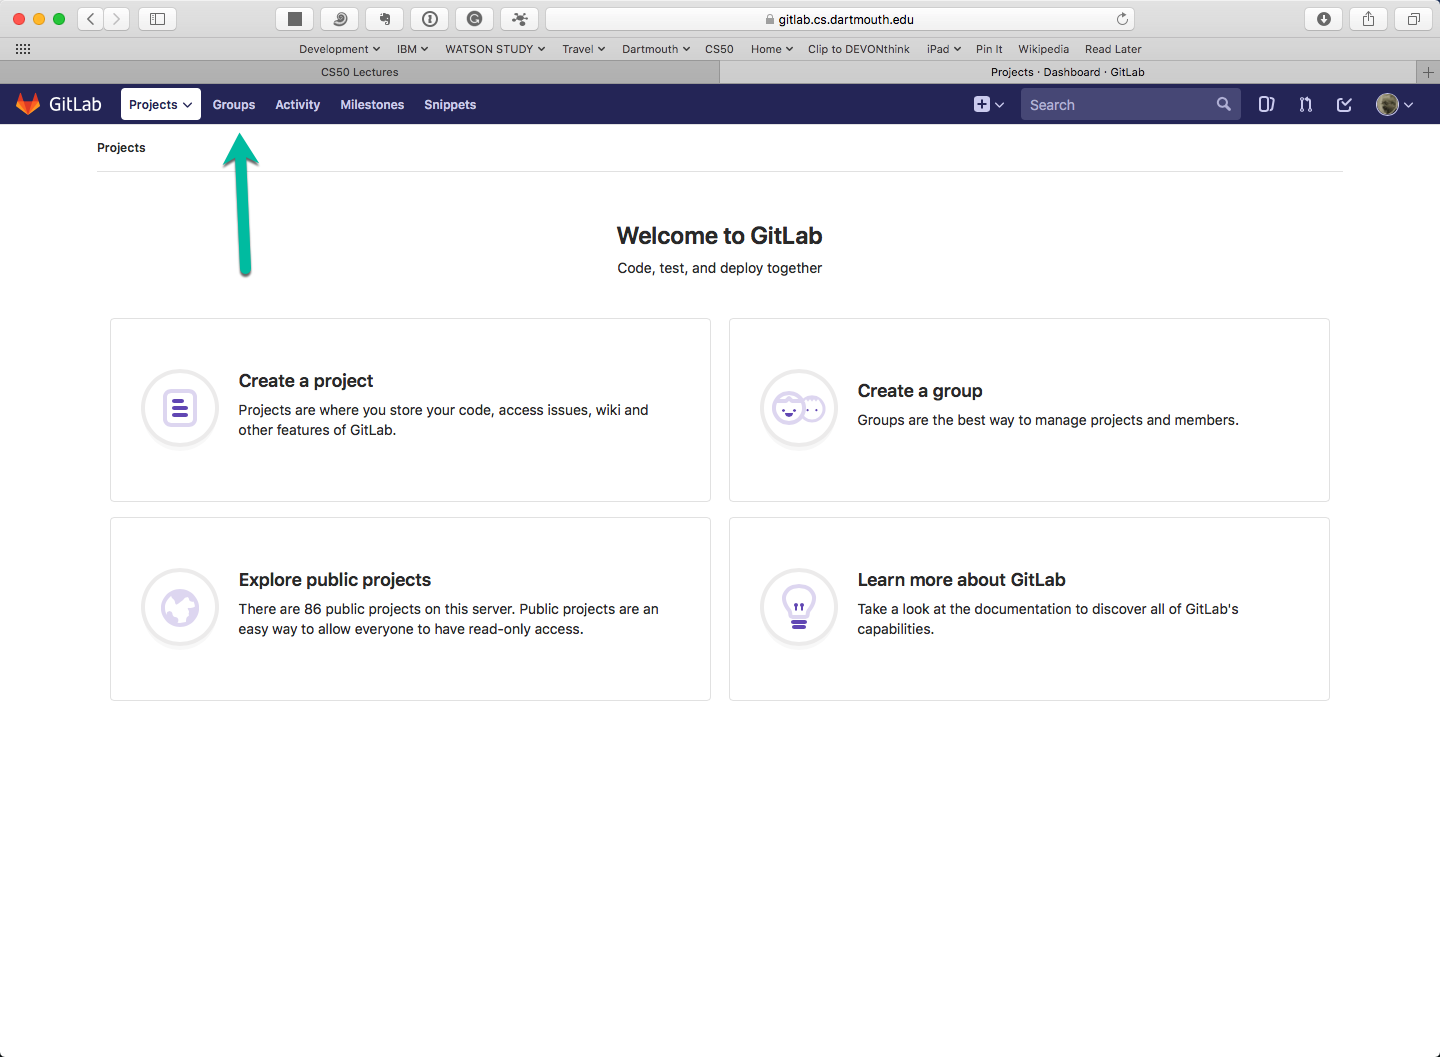 gitlab.cs.dartmouth.edu
Development IBM WATSON STUDY Travel Dartmouth CS50 Home Clip to DEVONthink iPad Pin It Wikipedia Read Later
CS50 Lectures
Projects · Dashboard · GitLab
GitLab Projects Groups Activity Milestones Snippets Search
Projects
Welcome to GitLab
Code, test, and deploy together
Create a project
Projects are where you store your code, access issues, wiki and
other features of GitLab.
Create a group
Groups are the best way to manage projects and members.
Explore public projects
There are 86 public projects on this server. Public projects are an
easy way to allow everyone to have read-only access.
Learn more about GitLab
Take a look at the documentation to discover all of GitLab's
capabilities.